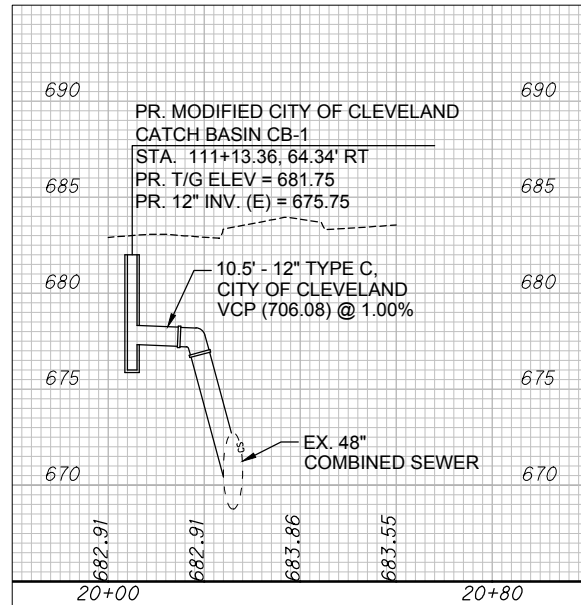 690
690
PR. MODIFIED CITY OF CLEVELAND
CATCH BASIN CB-1
STA. 111+13.36, 64.34' RT
PR. T/G ELEV = 681.75
PR. 12" INV. (E) = 675.75
685
685
10.5' - 12" TYPE C,
CITY OF CLEVELAND
VCP (706.08) @ 1.00%
680
680
675
675
EX. 48"
COMBINED SEWER
CS
670
670
682.91
682.91
683.86
683.55
20+00
20+80